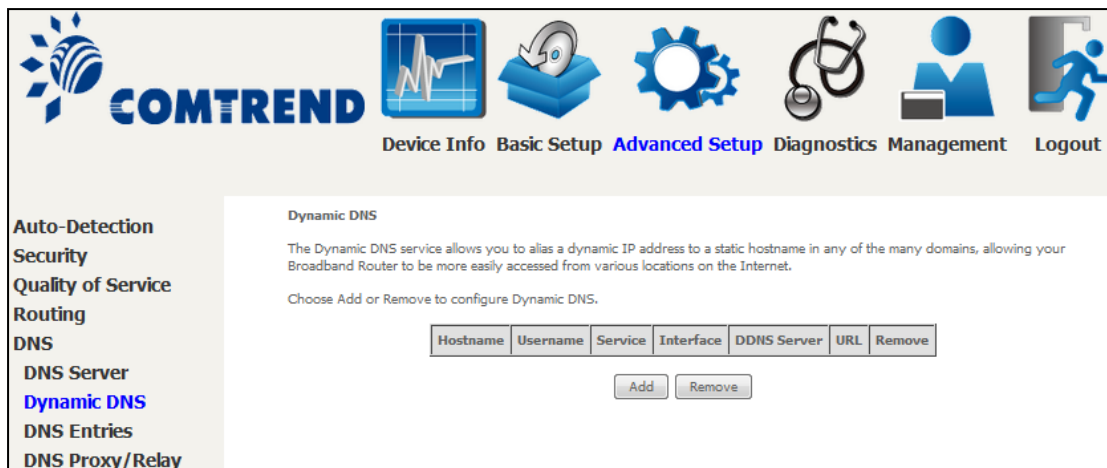 COMTREND
Device Info Basic Setup Advanced Setup Diagnostics Management Logout
Auto-Detection
Security
Quality of Service
Routing
DNS
DNS Server
Dynamic DNS
DNS Entries
DNS Proxy/Relay
Dynamic DNS
The Dynamic DNS service allows you to alias a dynamic IP address to a static hostname in any of the many domains, allowing your
Broadband Router to be more easily accessed from various locations on the Internet.
Choose Add or Remove to configure Dynamic DNS.
Hostname Username Service Interface DDNS Server URL Remove
Add Remove